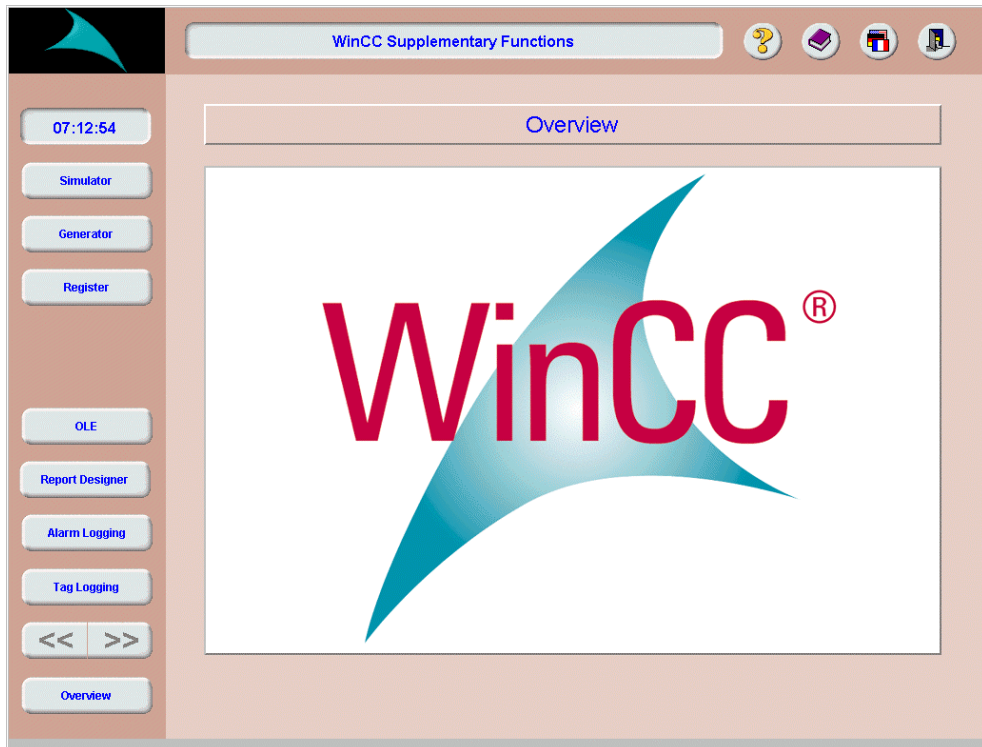 WinCC Supplementary Functions
07:12:54
Simulator
Generator
Register
OLE
Report Designer
Alarm Logging
Tag Logging
<< >>
Overview
Overview
WinCC®